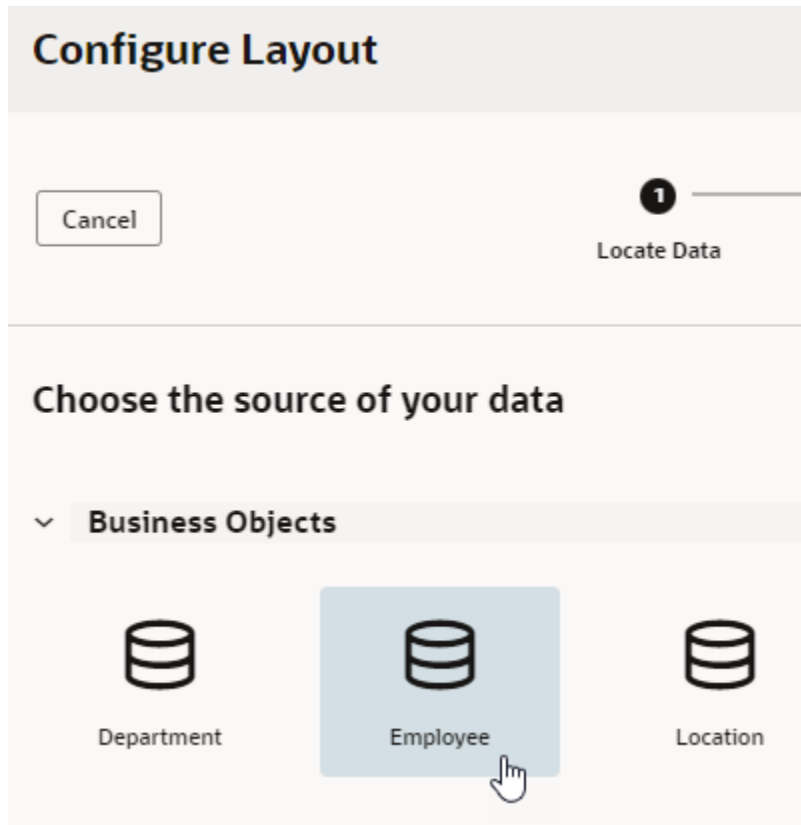 Configure Layout
Cancel
1
Locate Data
Choose the source of your data
Business Objects
Department
Employee
Location